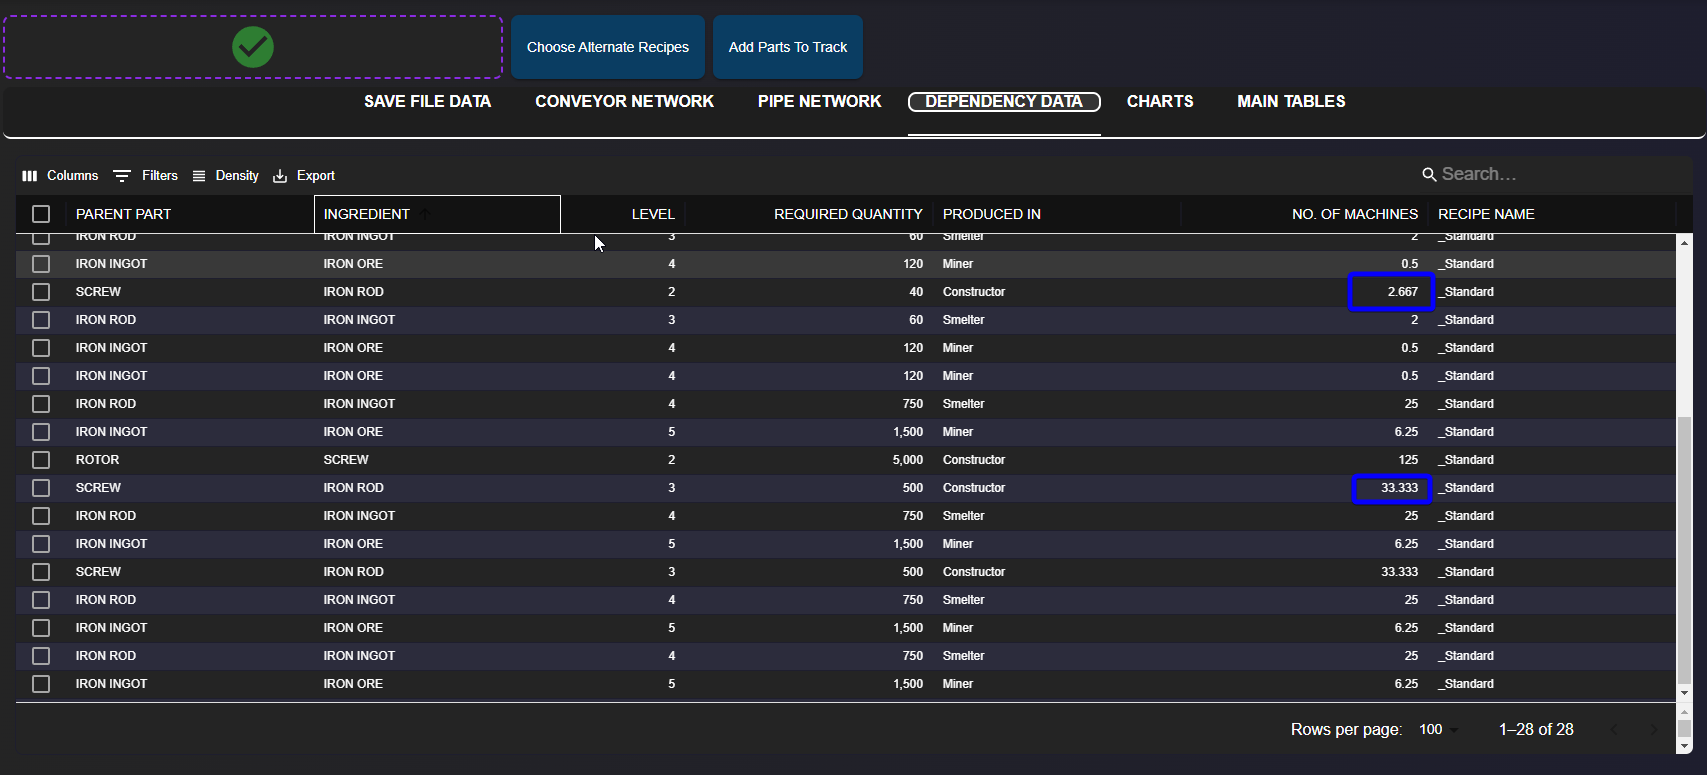 Choose Alternate Recipes Add Parts To Track
SAVE FILE DATA CONVEYOR NETWORK PIPE NETWORK DEPENDENCY DATA CHARTS MAIN TABLES
Columns Filters Density Export Search...
PARENT PART INGREDIENT LEVEL REQUIRED QUANTITY PRODUCED IN NO. OF MACHINES RECIPE NAME
IRON ROD IRON INGOT 3 60 Smelter 2 _Standard
IRON INGOT IRON ORE 4 120 Miner 0.5 _Standard
SCREW IRON ROD 2 40 Constructor 2.667 _Standard
IRON ROD IRON INGOT 3 60 Smelter 2 _Standard
IRON INGOT IRON ORE 4 120 Miner 0.5 _Standard
IRON INGOT IRON ORE 4 120 Miner 0.5 _Standard
IRON ROD IRON INGOT 4 750 Smelter 25 _Standard
IRON INGOT IRON ORE 5 1,500 Miner 6.25 _Standard
ROTOR SCREW 2 5,000 Constructor 125 _Standard
SCREW IRON ROD 3 500 Constructor 33.333 _Standard
IRON ROD IRON INGOT 4 750 Smelter 25 _Standard
IRON INGOT IRON ORE 5 1,500 Miner 6.25 _Standard
SCREW IRON ROD 3 500 Constructor 33.333 _Standard
IRON ROD IRON INGOT 4 750 Smelter 25 _Standard
IRON INGOT IRON ORE 5 1,500 Miner 6.25 _Standard
IRON ROD IRON INGOT 4 750 Smelter 25 _Standard
IRON INGOT IRON ORE 5 1,500 Miner 6.25 _Standard
Rows per page: 100 1–28 of 28